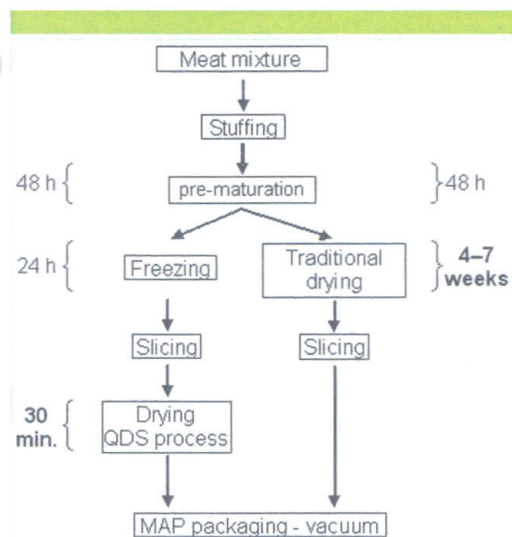 Meat mixture
Stuffing
48 h
pre-maturation
48 h
24 h
Freezing
Traditional
drying
4–7
weeks
Slicing
Slicing
30
min.
Drying
QDS process
MAP packaging - vacuum